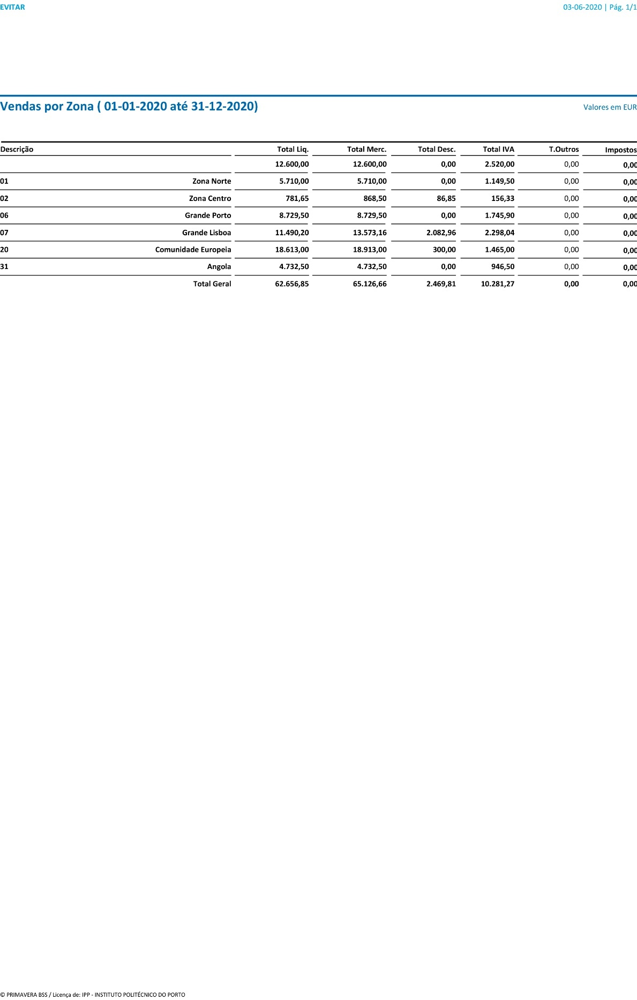 EVITAR 03-06-2020 | Pág. 1/1
Vendas por Zona ( 01-01-2020 até 31-12-2020) Valores em EUR
Descrição Total Liq. Total Merc. Total Desc. Total IVA T.Outros Impostos
12.600,00 12.600,00 0,00 2.520,00 0,00 0,00
01 Zona Norte 5.710,00 5.710,00 0,00 1.149,50 0,00 0,00
02 Zona Centro 781,65 868,50 86,85 156,33 0,00 0,00
06 Grande Porto 8.729,50 8.729,50 0,00 1.745,90 0,00 0,00
07 Grande Lisboa 11.490,20 13.573,16 2.082,96 2.298,04 0,00 0,00
20 Comunidade Europeia 18.613,00 18.913,00 300,00 1.465,00 0,00 0,00
31 Angola 4.732,50 4.732,50 0,00 946,50 0,00 0,00
Total Geral 62.656,85 65.126,66 2.469,81 10.281,27 0,00 0,00
© PRIMAVERA BSS / Licença de: IPP - INSTITUTO POLITÉCNICO DO PORTO